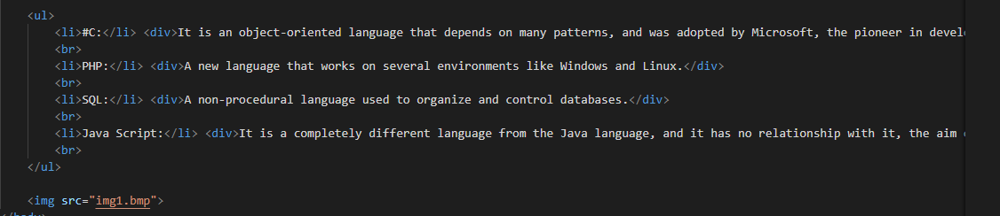 <ul>
<li>#C:</li> <div>It is an object-oriented language that depends on many patterns, and was adopted by Microsoft, the pioneer in
<br>
<li>PHP:</li> <div>A new language that works on several environments like Windows and Linux.</div>
<br>
<li>SQL:</li> <div>A non-procedural language used to organize and control databases.</div>
<br>
<li>Java Script:</li> <div>It is a completely different language from the Java language, and it has no relationship with it, the aim
<br>
</ul>
<img src="img1.bmp">